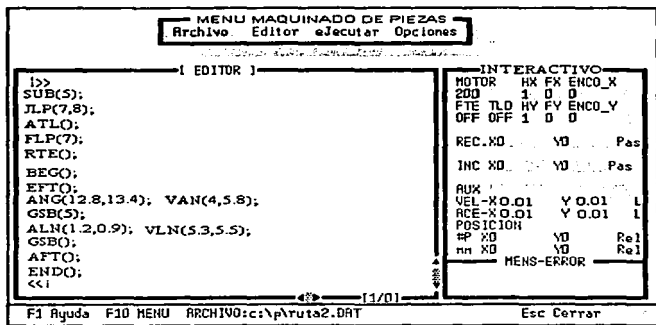 MENU MAQUINADO DE PIEZAS
Archivo Editor eJecutar Opciones
[ EDITOR ]
¡>>
SUB(5);
JLP(7,8);
ATL();
FLP(7);
RTE();
BEG();
EFT();
ANG(12.8,13.4); VAN(4,5.8);
GSB(5);
ALN(1.2,0.9); VLN(5.3,5.5);
GSB();
AFT();
END();
<<¡
[1/0]
INTERACTIVO
MOTOR HX FX ENCO_X
200 1 0 0
FTE TLD HY FY ENCO_Y
OFF OFF 1 0 0
REC.X0 Y0 Pas
INC X0 Y0 Pas
AUX
VEL-X0.01 Y 0.01 L
ACE-X0.01 Y 0.01 L
POSICION
#P X0 Y0 Rel
mm X0 Y0 Rel
MENS-ERROR
F1 Ayuda F10 MENU ARCHIVO:c:\p\ruta2.DAT Esc Cerrar